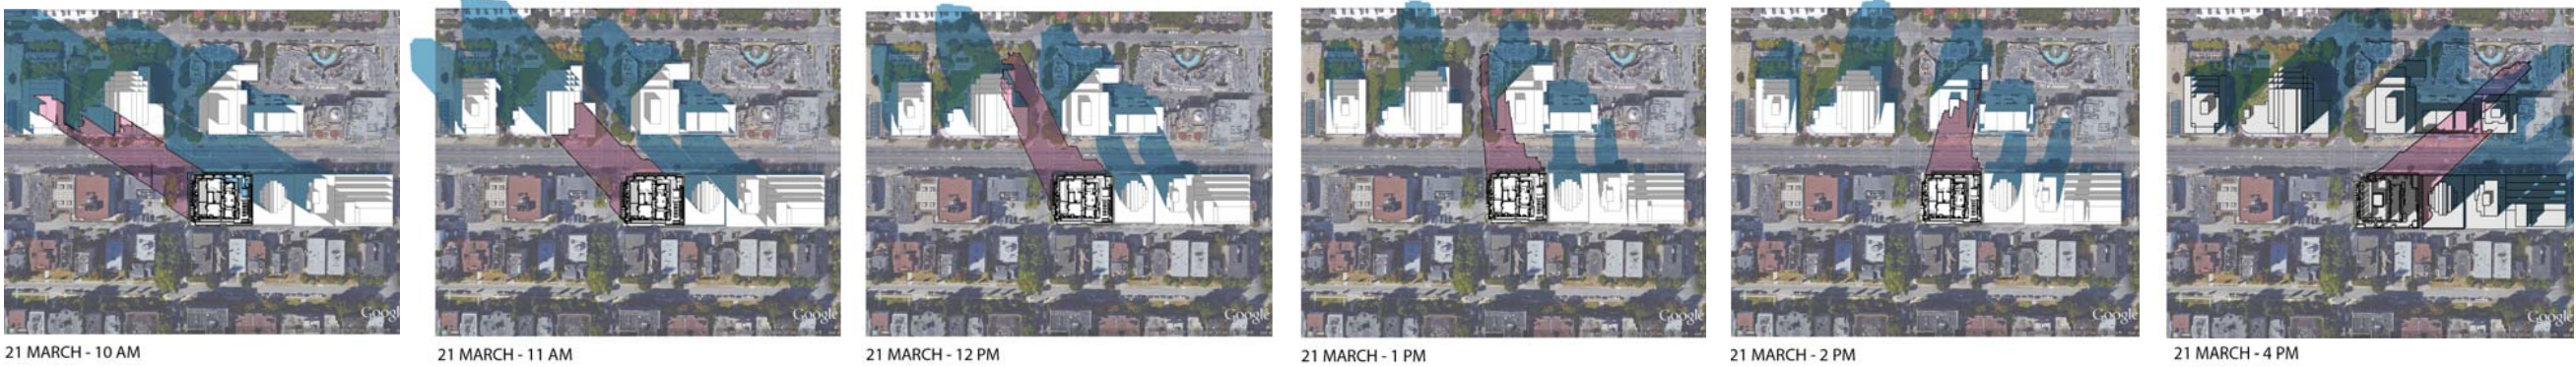 Google
Google
Google
Google
Google
Google
21 MARCH - 10 AM
21 MARCH - 11 AM
21 MARCH - 12 PM
21 MARCH - 1 PM
21 MARCH - 2 PM
21 MARCH - 4 PM